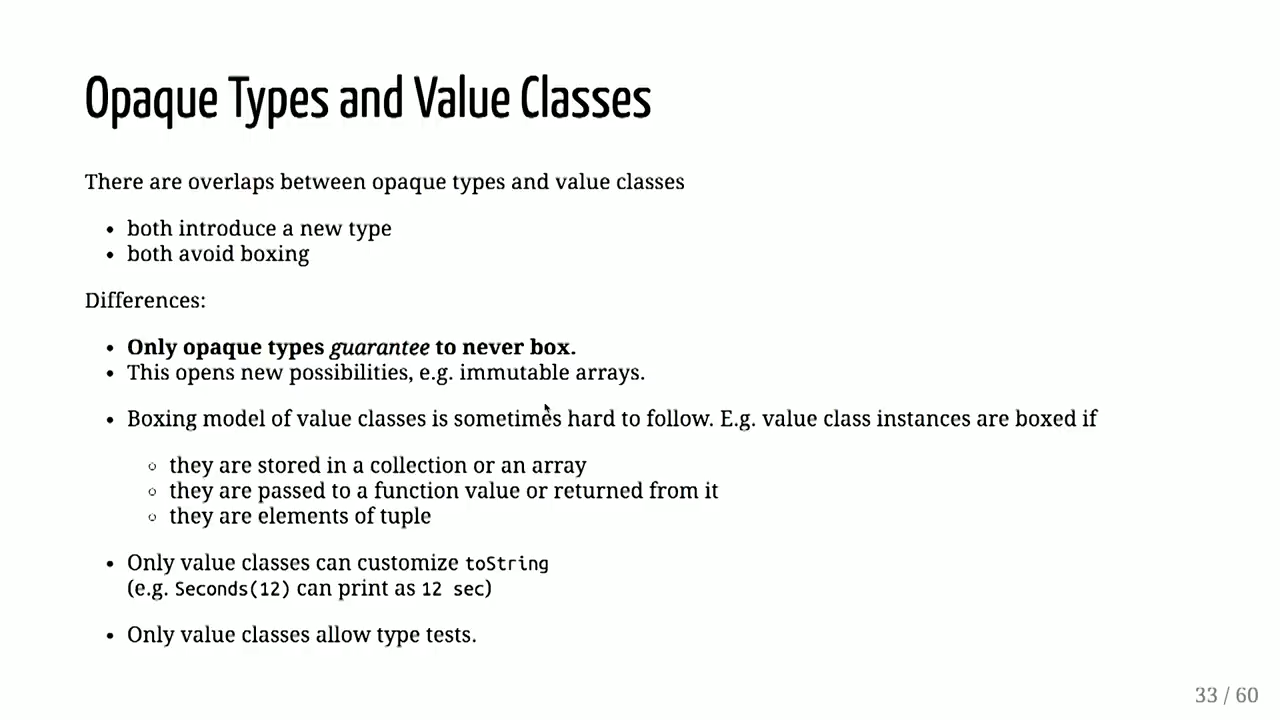 Opaque Types and Value Classes
There are overlaps between opaque types and value classes
• both introduce a new type
• both avoid boxing
Differences:
• Only opaque types guarantee to never box.
• This opens new possibilities, e.g. immutable arrays.
• Boxing model of value classes is sometimes hard to follow. E.g. value class instances are boxed if
◦ they are stored in a collection or an array
◦ they are passed to a function value or returned from it
◦ they are elements of tuple
• Only value classes can customize toString
(e.g. Seconds(12) can print as 12 sec)
• Only value classes allow type tests.
33 / 60